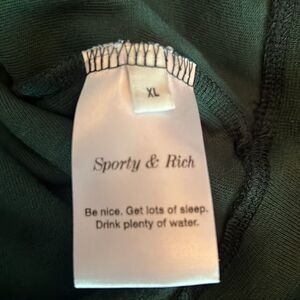 XL
Sporty & Rich
Be nice. Get lots of sleep.
Drink plenty of water.